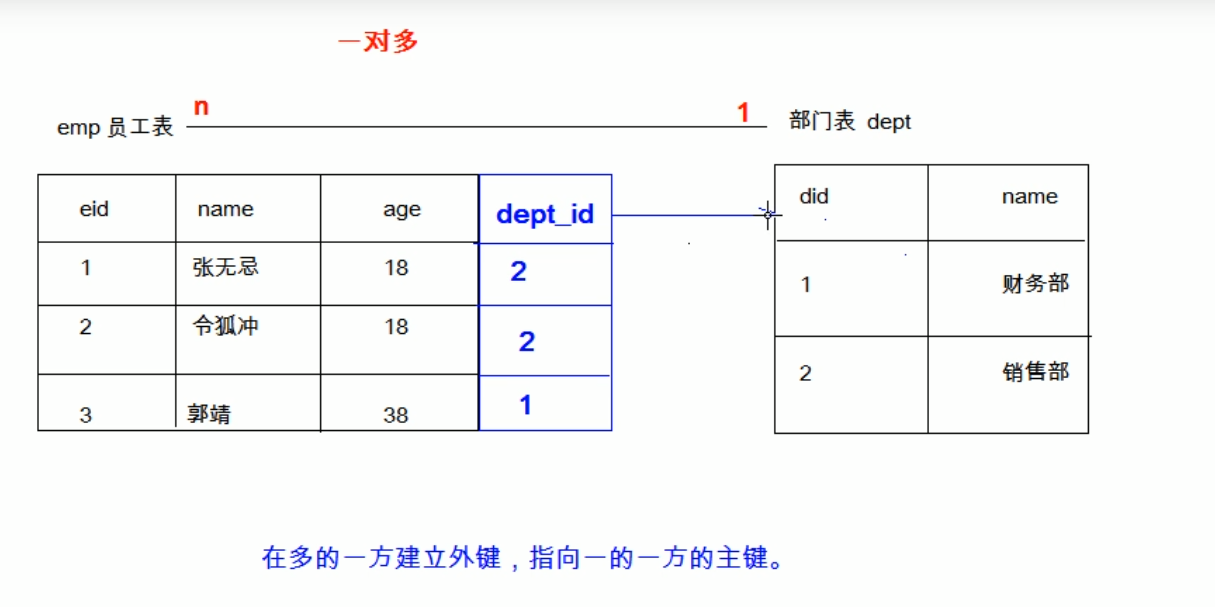 一对多
n 1
emp 员工表 部门表 dept
eid name age dept_id did name
1 张无忌 18 2 1 财务部
2 令狐冲 18 2 2 销售部
3 郭靖 38 1
在多的一方建立外键，指向一的一方的主键。